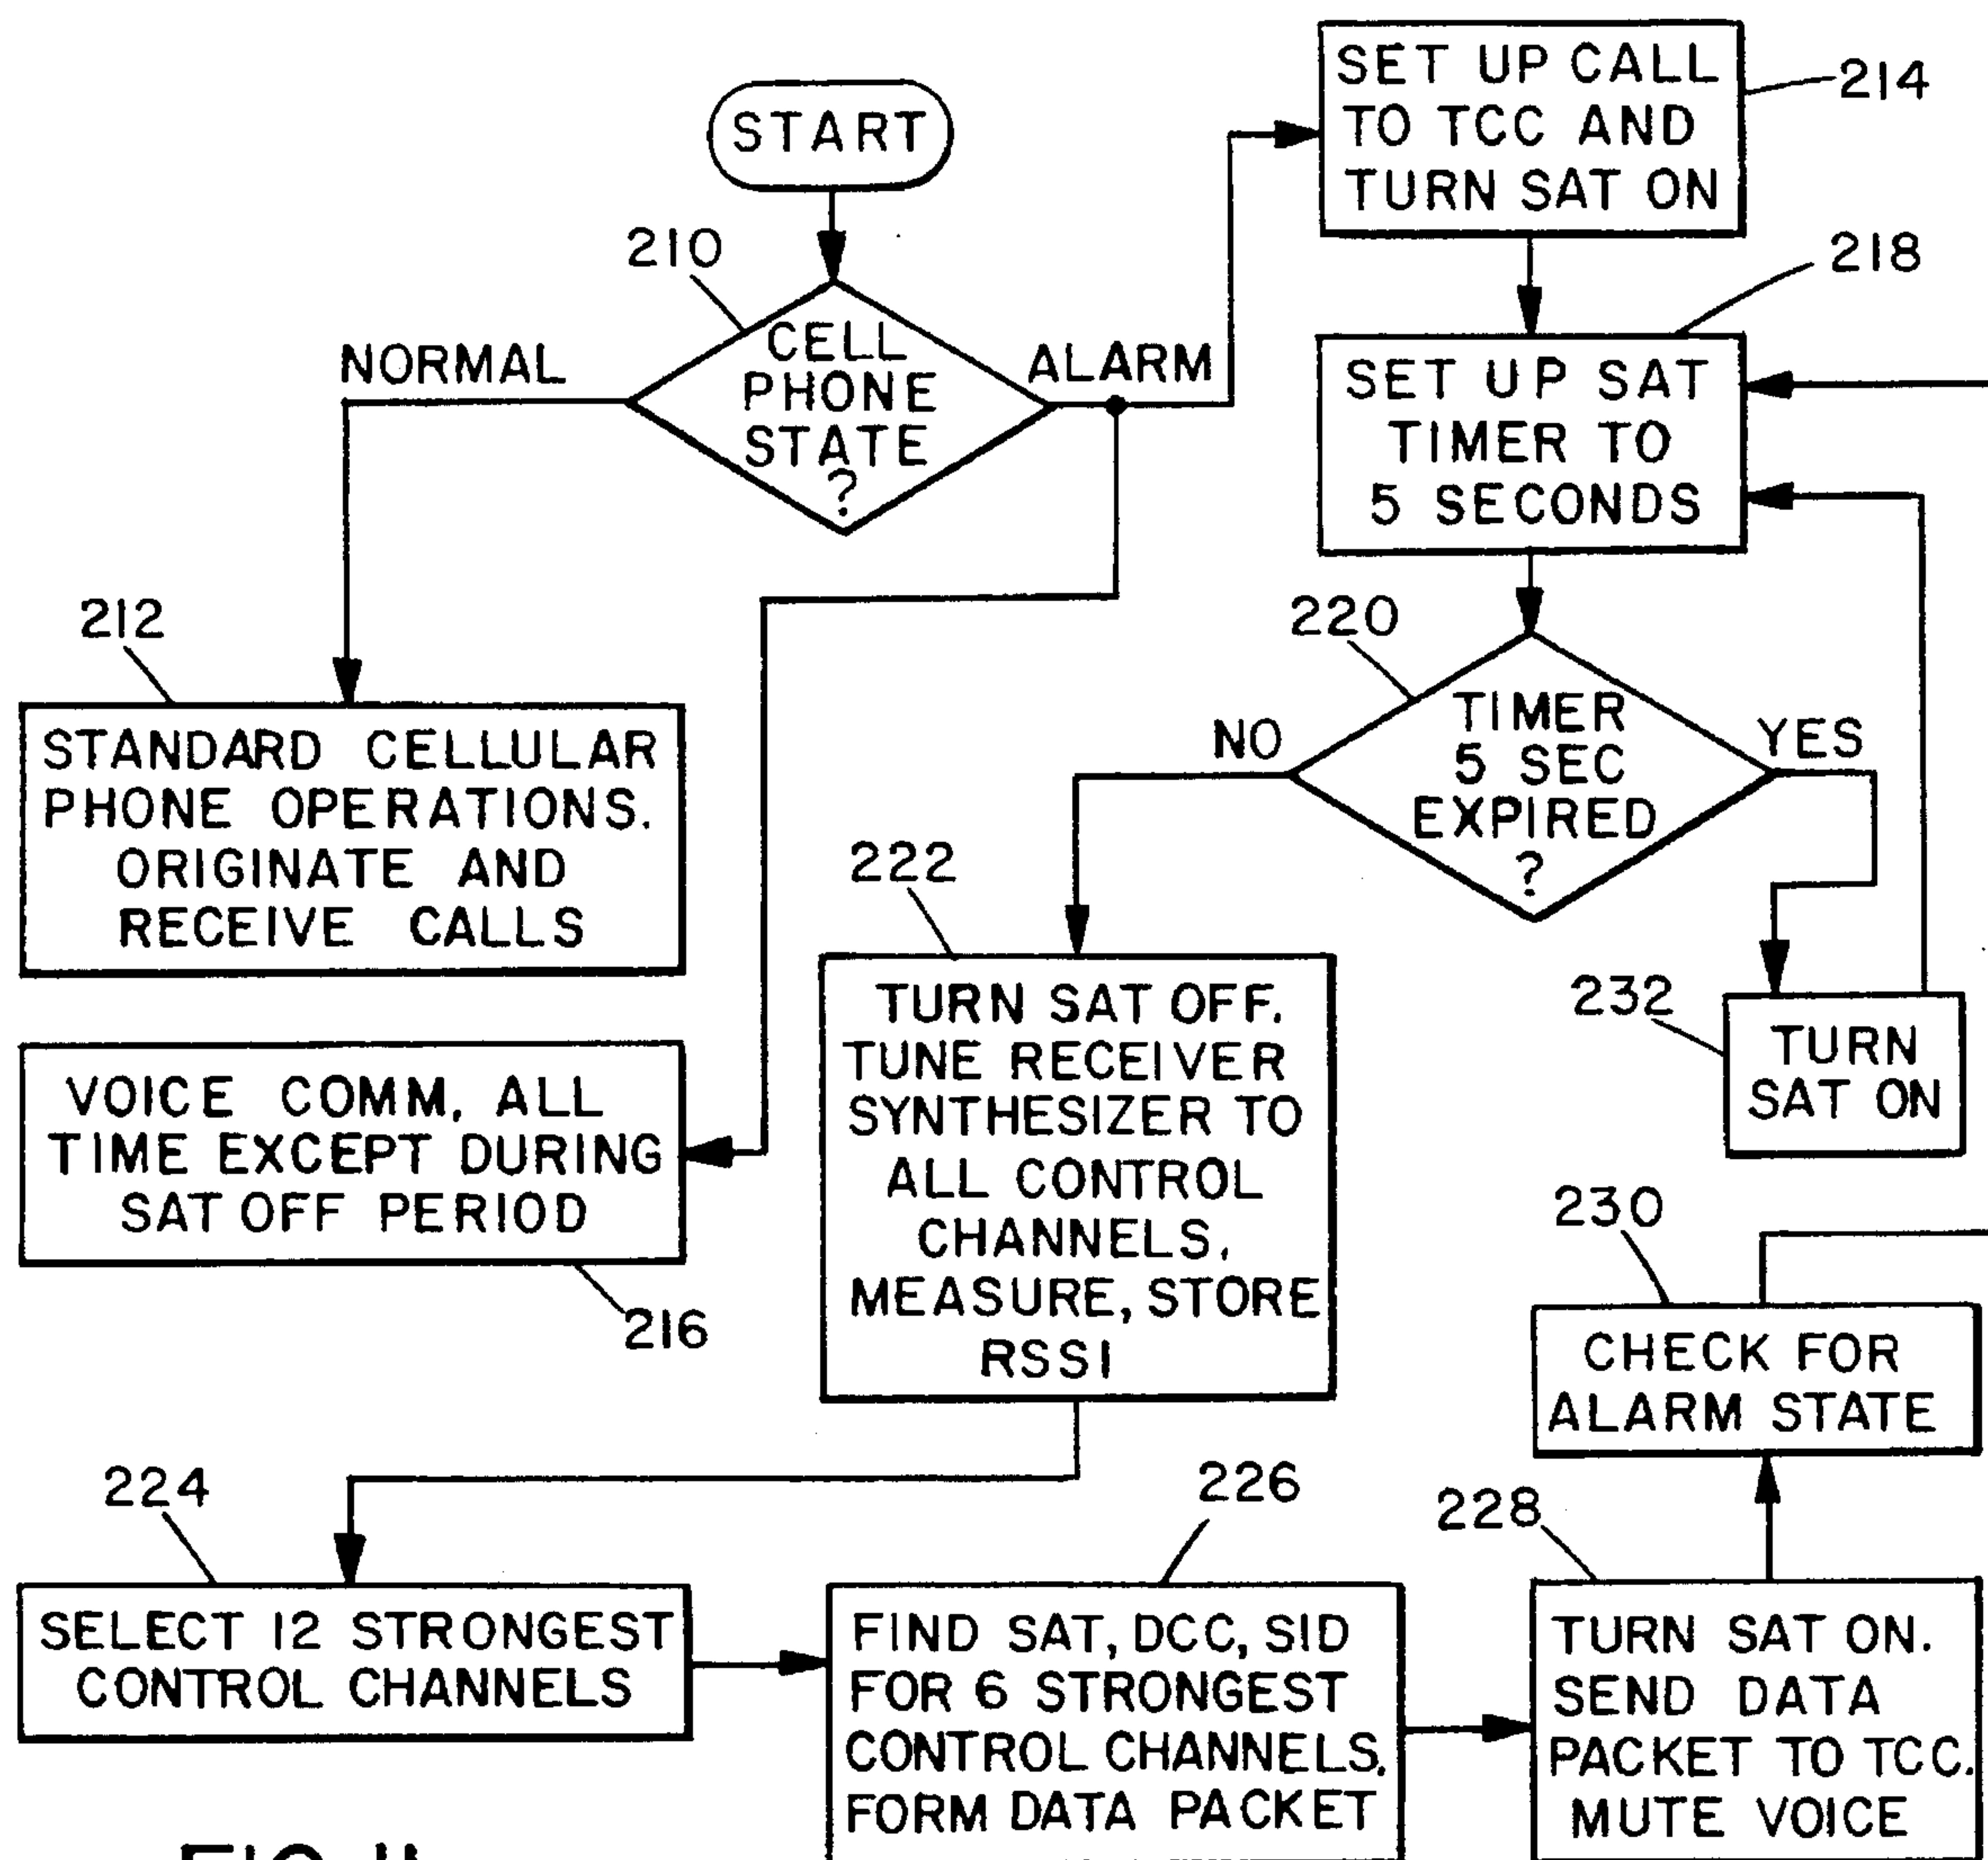 START
210
CELL
PHONE
STATE
?
NORMAL
ALARM
SET UP CALL
TO TCC AND
TURN SAT ON
214
218
SET UP SAT
TIMER TO
5 SECONDS
212
STANDARD CELLULAR
PHONE OPERATIONS.
ORIGINATE AND
RECEIVE CALLS
220
TIMER
5 SEC
EXPIRED
?
NO
YES
VOICE COMM, ALL
TIME EXCEPT DURING
SAT OFF PERIOD
216
222
TURN SAT OFF.
TUNE RECEIVER
SYNTHESIZER TO
ALL CONTROL
CHANNELS,
MEASURE, STORE
RSSI
232
TURN
SAT ON
230
CHECK FOR
ALARM STATE
224
SELECT 12 STRONGEST
CONTROL CHANNELS
226
FIND SAT, DCC, SID
FOR 6 STRONGEST
CONTROL CHANNELS,
FORM DATA PACKET
228
TURN SAT ON.
SEND DATA
PACKET TO TCC.
MUTE VOICE
FIG. 11